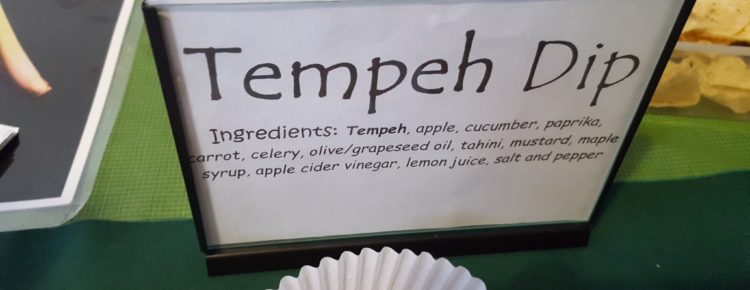 Tempeh Dip
Ingredients: Tempeh, apple, cucumber, paprika,
carrot, celery, olive/grapeseed oil, tahini, mustard, maple
syrup, apple cider vinegar, lemon juice, salt and pepper